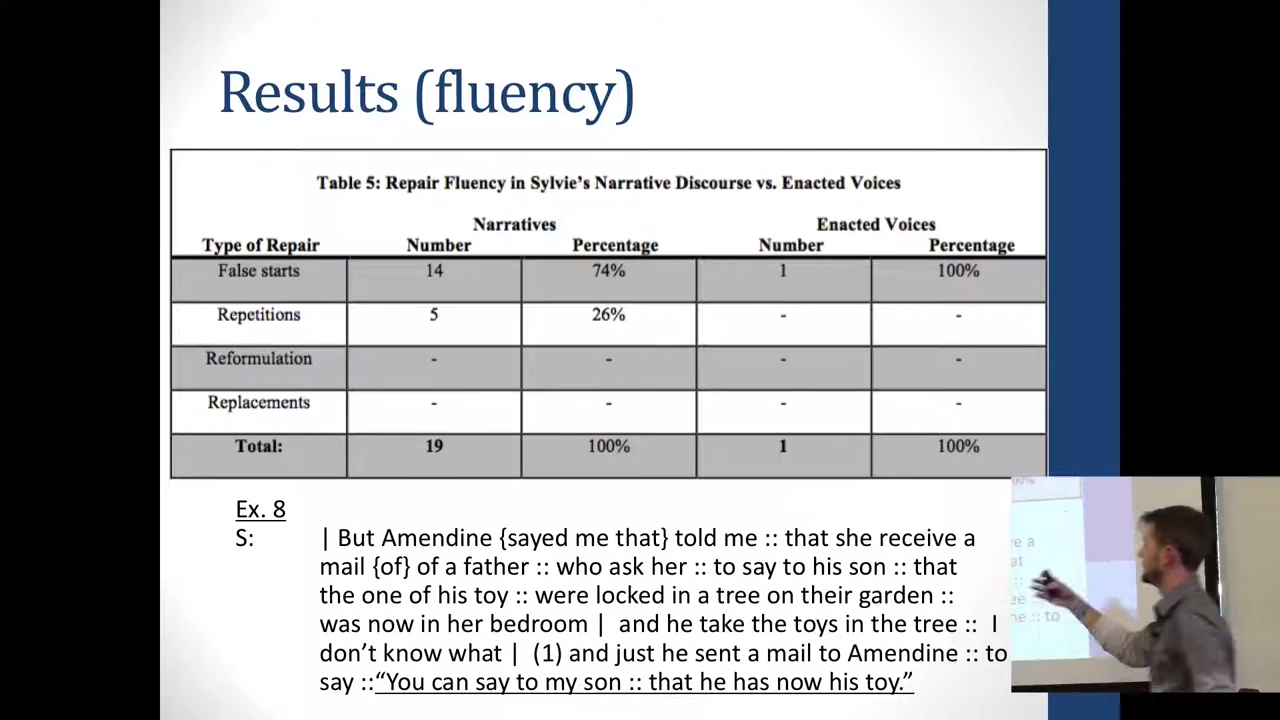 Results (fluency)
Table 5: Repair Fluency in Sylvie's Narrative Discourse vs. Enacted Voices
Narratives Enacted Voices
Type of Repair Number Percentage Number Percentage
False starts 14 74% 1 100%
Repetitions 5 26% - -
Reformulation - - - -
Replacements - - - -
Total: 19 100% 1 100%
Ex. 8
S: | But Amendine {sayed me that} told me :: that she receive a
mail {of} of a father :: who ask her :: to say to his son :: that
the one of his toy :: were locked in a tree on their garden ::
was now in her bedroom | and he take the toys in the tree :: I
don't know what | (1) and just he sent a mail to Amendine :: to
say ::"You can say to my son :: that he has now his toy."